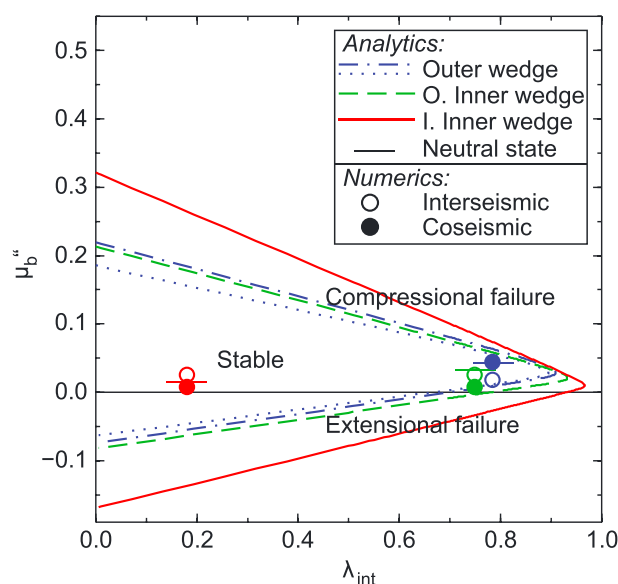 0.5
0.4
0.3
0.2
0.1
0.0
−0.1
μb“
Analytics:
Outer wedge
O. Inner wedge
I. Inner wedge
Neutral state
Numerics:
Interseismic
Coseismic
Compressional failure
Stable
Extensional failure
0.0 0.2 0.4 0.6 0.8 1.0
λint